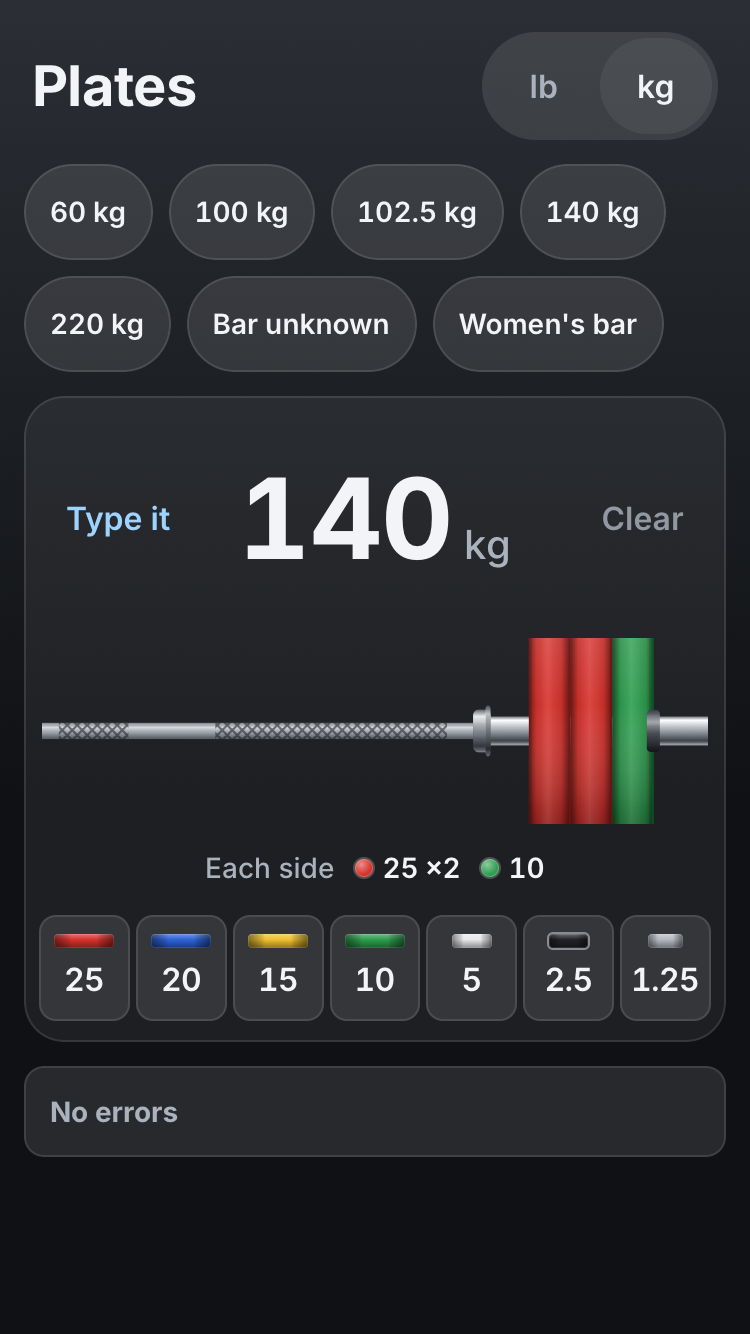 Plates lb kg
60 kg 100 kg 102.5 kg 140 kg
220 kg Bar unknown Women's bar
Type it 140 kg Clear
Each side 25 ×2 10
25 20 15 10 5 2.5 1.25
No errors